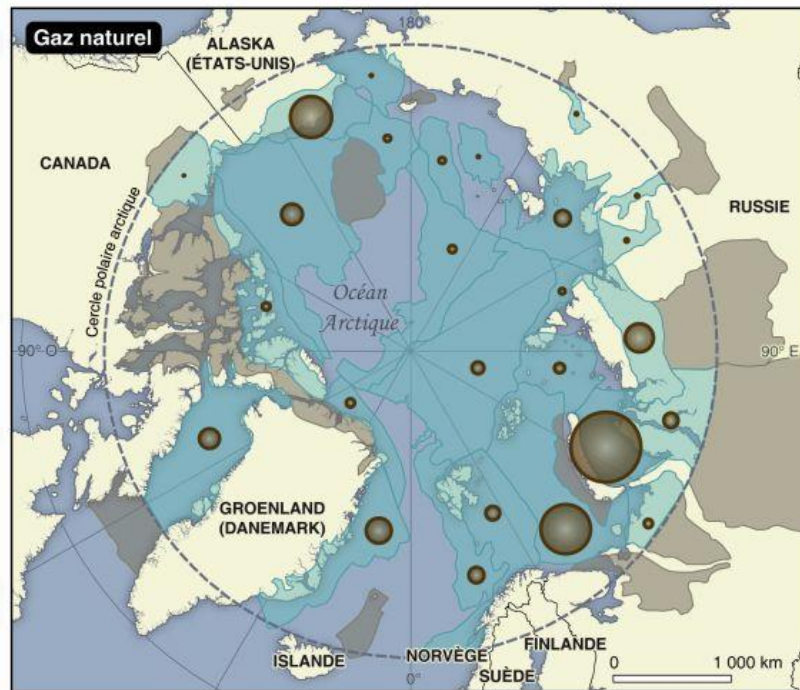 180°
Gaz naturel
ALASKA
(ÉTATS-UNIS)
CANADA
RUSSIE
Cercle polaire arctique
Océan
Arctique
90° O
90° E
GROENLAND
(DANEMARK)
ISLANDE
NORVÈGE
FINLANDE
SUÈDE
0°
0 1 000 km